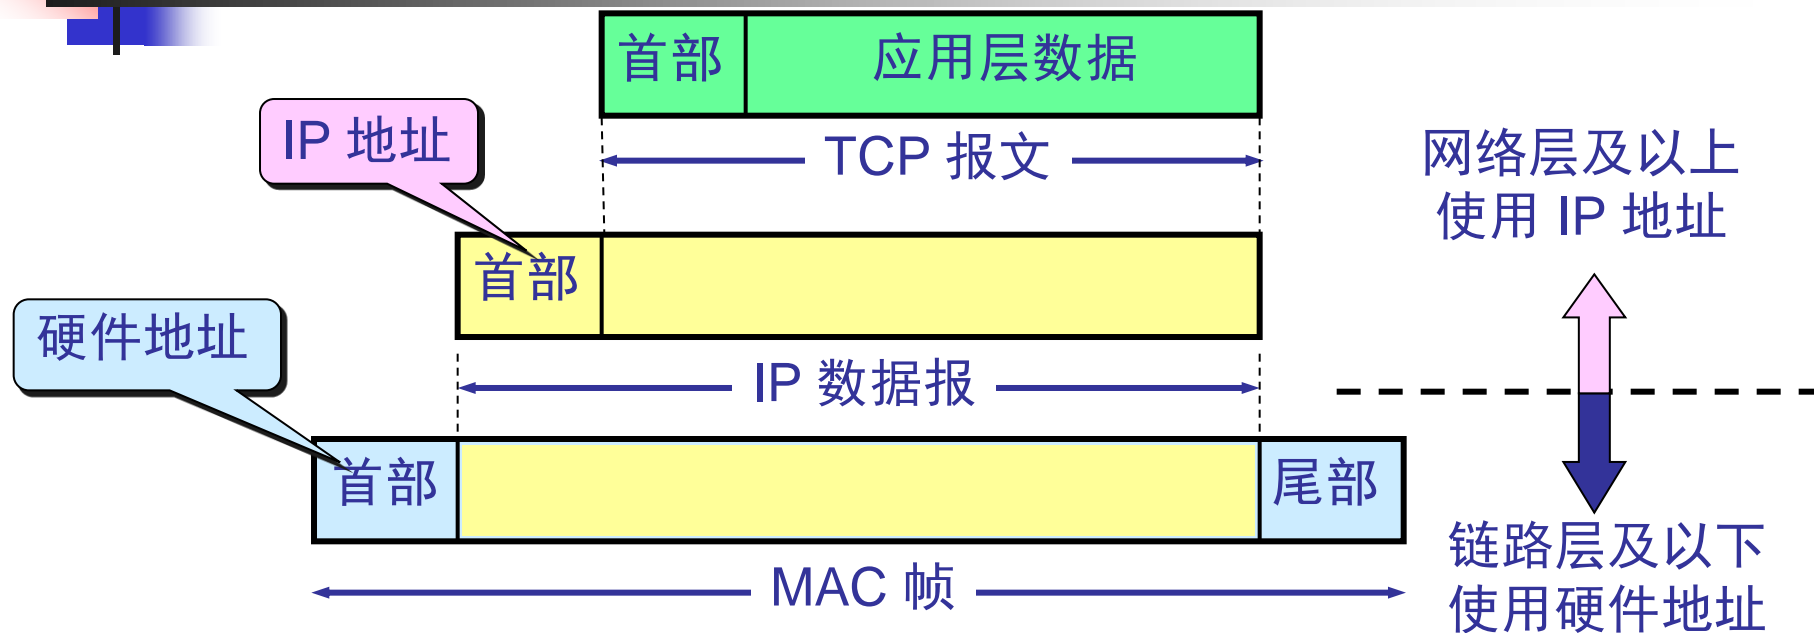 首部 应用层数据
IP 地址
TCP 报文
网络层及以上
使用 IP 地址
首部
硬件地址
IP 数据报
首部 尾部
链路层及以下
使用硬件地址
MAC 帧